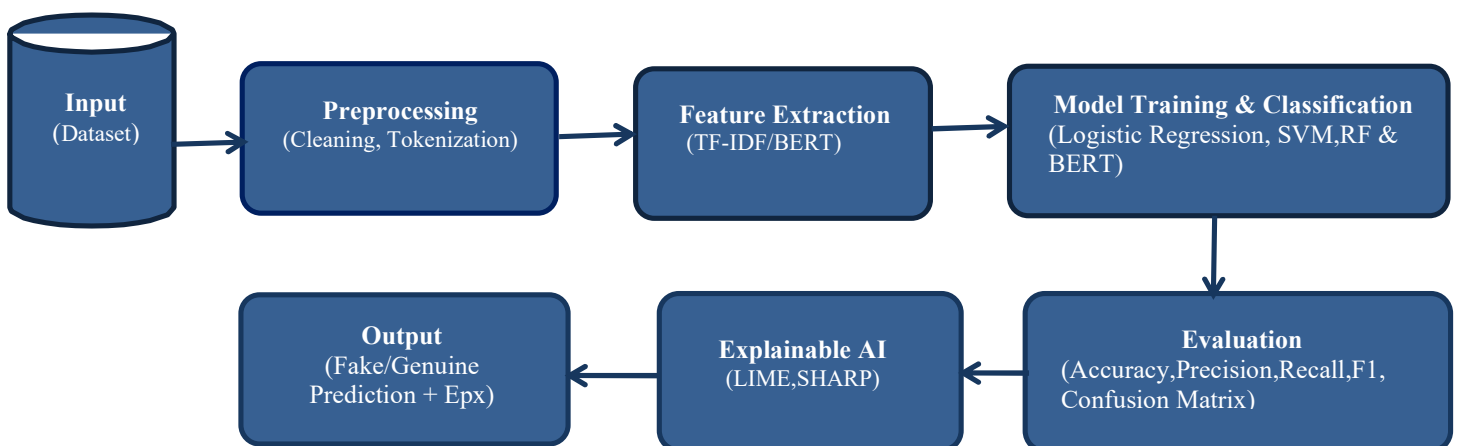 Input
(Dataset)
Preprocessing
(Cleaning, Tokenization)
Feature Extraction
(TF-IDF/BERT)
Model Training & Classification
(Logistic Regression, SVM,RF &
BERT)
Evaluation
(Accuracy,Precision,Recall,F1,
Confusion Matrix)
Explainable AI
(LIME,SHARP)
Output
(Fake/Genuine
Prediction + Epx)